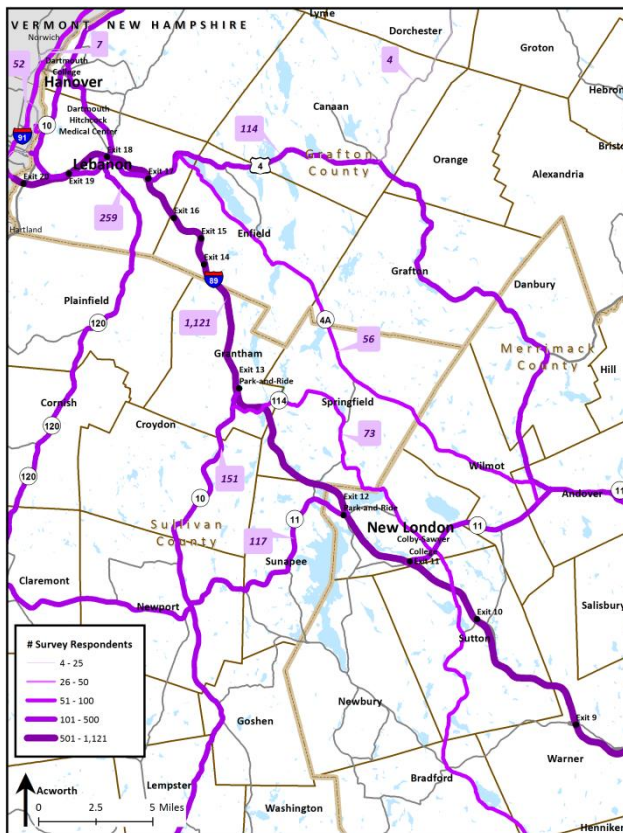 VERMONT NEW HAMPSHIRE
Lyme
Dorchester
Norwich
7
Groton
52
Dartmouth
College
4
Hanover
Hebron
Canaan
Dartmouth
Hitchcock
Medical Center
10
114
91
Bristo
Grafton
County
Orange
Exit 18
Lebanon
4
Alexandria
Exit 20
Exit 19
Exit 17
259
Exit 16
Hartland
Exit 15
Enfield
Exit 14
Grafton
89
Danbury
Plainfield
1,121
4A
120
56
Merrimack
County
Grantham
Hill
Exit 13
Park-and-Ride
114
Springfield
Cornish
Croydon
120
73
Wilmot
151
120
10
Exit 12
Park-and-Ride
Andover
11
Sullivan
County
11
New London
11
Colby-Sawyer
College
117
Sunapee
Exit 11
Claremont
Newport
Salisbury
Exit 10
Sutton
# Survey Respondents
4 - 25
26 - 50
51 - 100
101 - 500
501 - 1,121
Newbury
Goshen
Exit 9
Warner
Bradford
Lempster
Acworth
0 2.5 5 Miles
Washington
Henniker